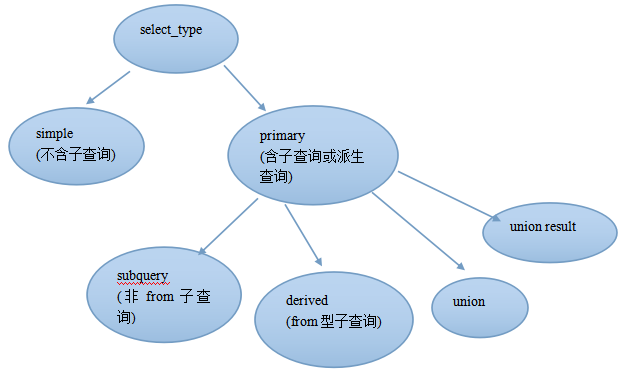 select_type
simple
(不含子查询)
primary
(含子查询或派生
查询)
union result
subquery
(非 from 子查
询)
derived
(from 型子查询)
union